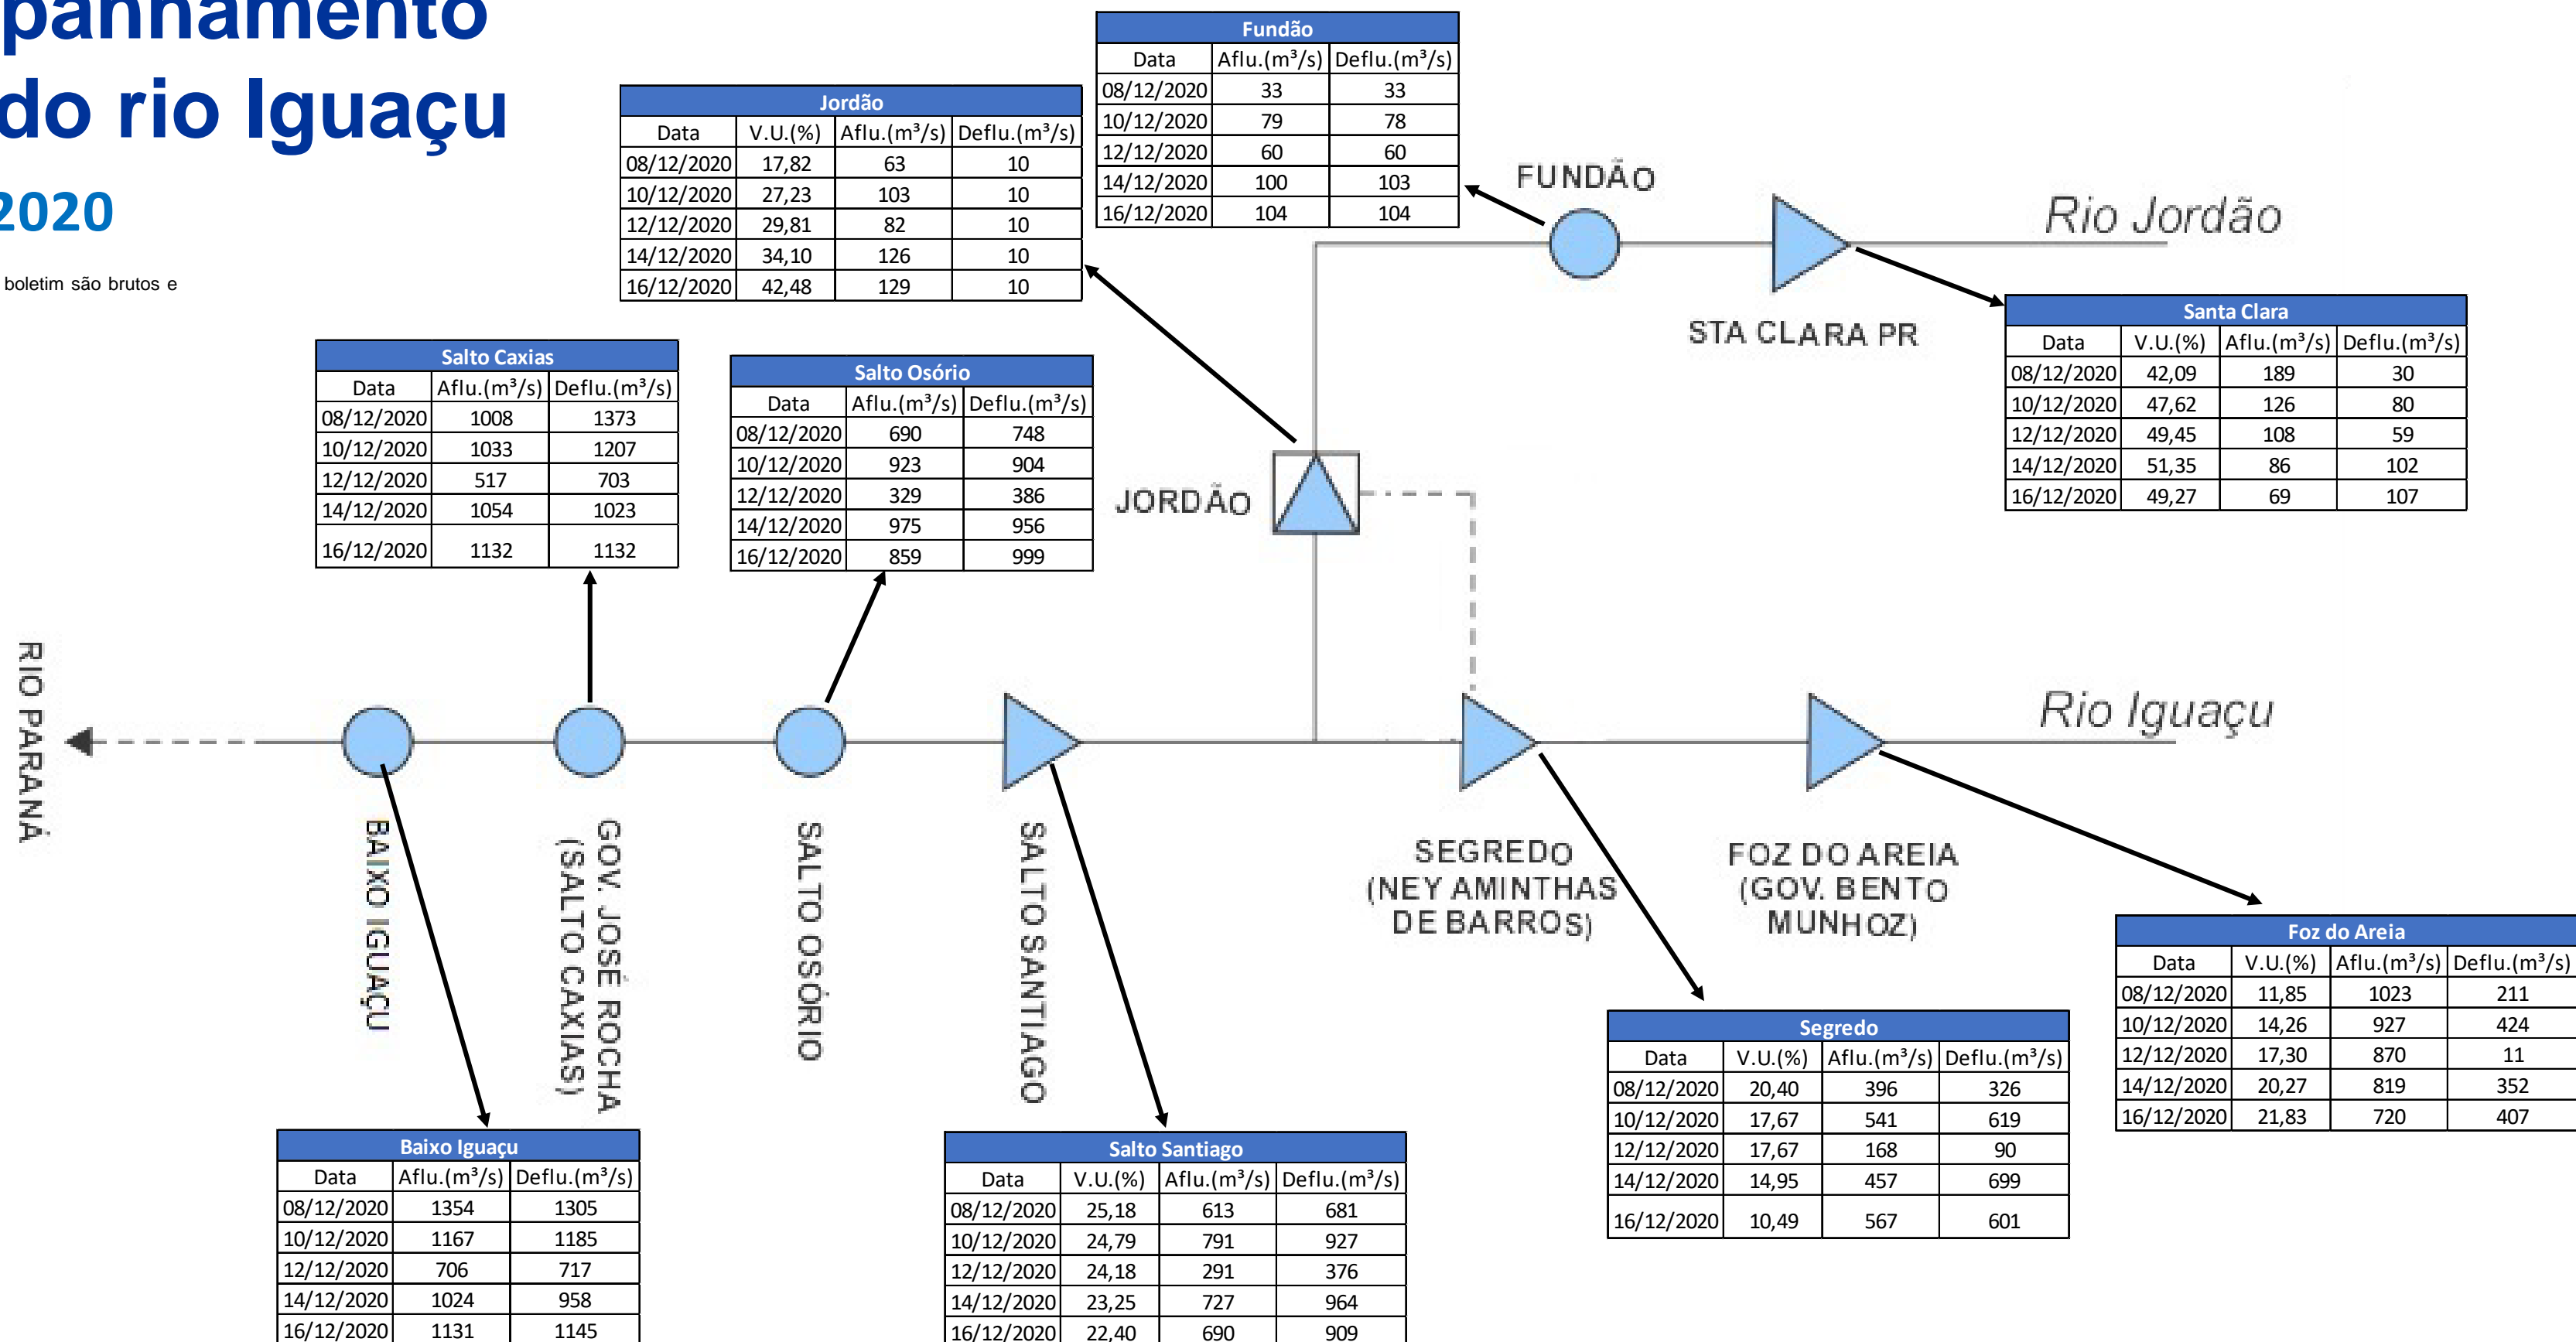 panhamento
do rio Iguaçu
2020
boletim são brutos e
Fundão
Data Aflu.(m³/s) Deflu.(m³/s)
08/12/2020 33 33
10/12/2020 79 78
12/12/2020 60 60
14/12/2020 100 103
16/12/2020 104 104
Jordão
Data V.U.(%) Aflu.(m³/s) Deflu.(m³/s)
08/12/2020 17,82 63 10
10/12/2020 27,23 103 10
12/12/2020 29,81 82 10
14/12/2020 34,10 126 10
16/12/2020 42,48 129 10
FUNDÃO
Rio Jordão
STA CLARA PR
Santa Clara
Data V.U.(%) Aflu.(m³/s) Deflu.(m³/s)
08/12/2020 42,09 189 30
10/12/2020 47,62 126 80
12/12/2020 49,45 108 59
14/12/2020 51,35 86 102
16/12/2020 49,27 69 107
Salto Caxias
Data Aflu.(m³/s) Deflu.(m³/s)
08/12/2020 1008 1373
10/12/2020 1033 1207
12/12/2020 517 703
14/12/2020 1054 1023
16/12/2020 1132 1132
Salto Osório
Data Aflu.(m³/s) Deflu.(m³/s)
08/12/2020 690 748
10/12/2020 923 904
12/12/2020 329 386
14/12/2020 975 956
16/12/2020 859 999
JORDÃO
RIO PARANÁ
Rio Iguaçu
BAIXO IGUAÇU
GOV. JOSÉ ROCHA
(SALTO CAXIAS)
SALTO OSÓRIO
SALTO SANTIAGO
SEGREDO
(NEY AMINTHAS
DE BARROS)
FOZ DO AREIA
(GOV. BENTO
MUNHOZ)
Foz do Areia
Data V.U.(%) Aflu.(m³/s) Deflu.(m³/s)
08/12/2020 11,85 1023 211
10/12/2020 14,26 927 424
12/12/2020 17,30 870 11
14/12/2020 20,27 819 352
16/12/2020 21,83 720 407
Segredo
Data V.U.(%) Aflu.(m³/s) Deflu.(m³/s)
08/12/2020 20,40 396 326
10/12/2020 17,67 541 619
12/12/2020 17,67 168 90
14/12/2020 14,95 457 699
16/12/2020 10,49 567 601
Baixo Iguaçu
Data Aflu.(m³/s) Deflu.(m³/s)
08/12/2020 1354 1305
10/12/2020 1167 1185
12/12/2020 706 717
14/12/2020 1024 958
16/12/2020 1131 1145
Salto Santiago
Data V.U.(%) Aflu.(m³/s) Deflu.(m³/s)
08/12/2020 25,18 613 681
10/12/2020 24,79 791 927
12/12/2020 24,18 291 376
14/12/2020 23,25 727 964
16/12/2020 22,40 690 909